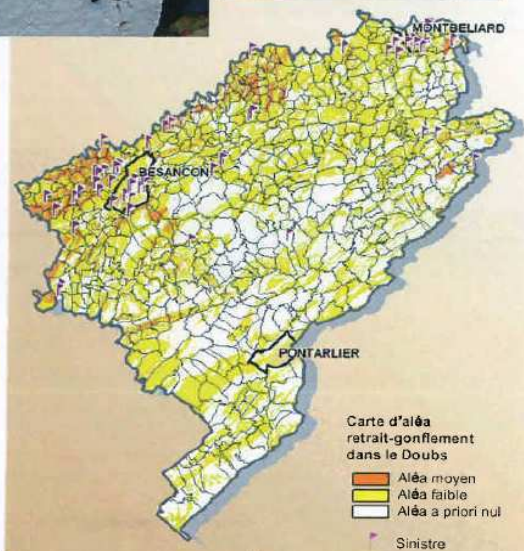 MONTBELIARD
BESANCON
PONTARLIER
Carte d'aléa
retrait-gonflement
dans le Doubs
Aléa moyen
Aléa faible
Aléa a priori nul
Sinistre